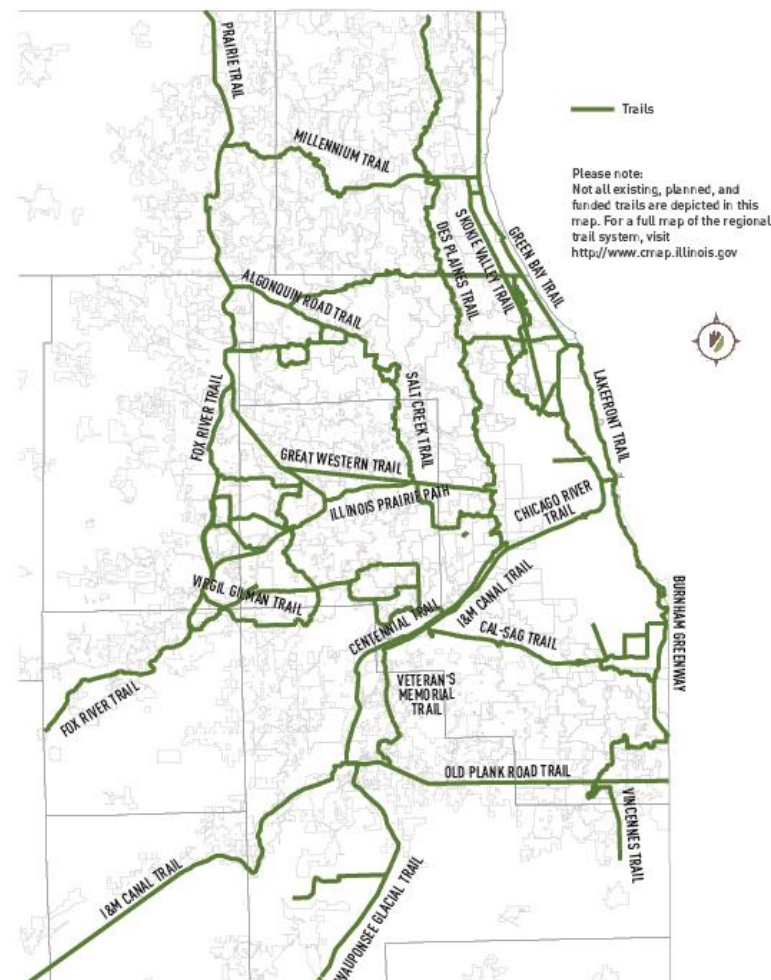 PRAIRIE TRAIL
Trails
MILLENNIUM TRAIL
Please note:
Not all existing, planned, and
funded trails are depicted in this
map. For a full map of the regional
trail system, visit
http://www.cmap.illinois.gov
SKOKIE VALLEY TRAIL
DES PLAINES TRAIL
GREEN BAY TRAIL
ALGONQUIN ROAD TRAIL
FOX RIVER TRAIL
SALT CREEK TRAIL
LAKEFRONT TRAIL
GREAT WESTERN TRAIL
ILLINOIS PRAIRIE PATH
CHICAGO RIVER
TRAIL
VIRGIL GILMAN TRAIL
I&M CANAL TRAIL
CENTENNIAL TRAIL
CAL-SAG TRAIL
BURNHAM GREENWAY
FOX RIVER TRAIL
VETERAN'S
MEMORIAL
TRAIL
OLD PLANK ROAD TRAIL
VINCENNES TRAIL
I&M CANAL TRAIL
WAUPONSEE GLACIAL TRAIL